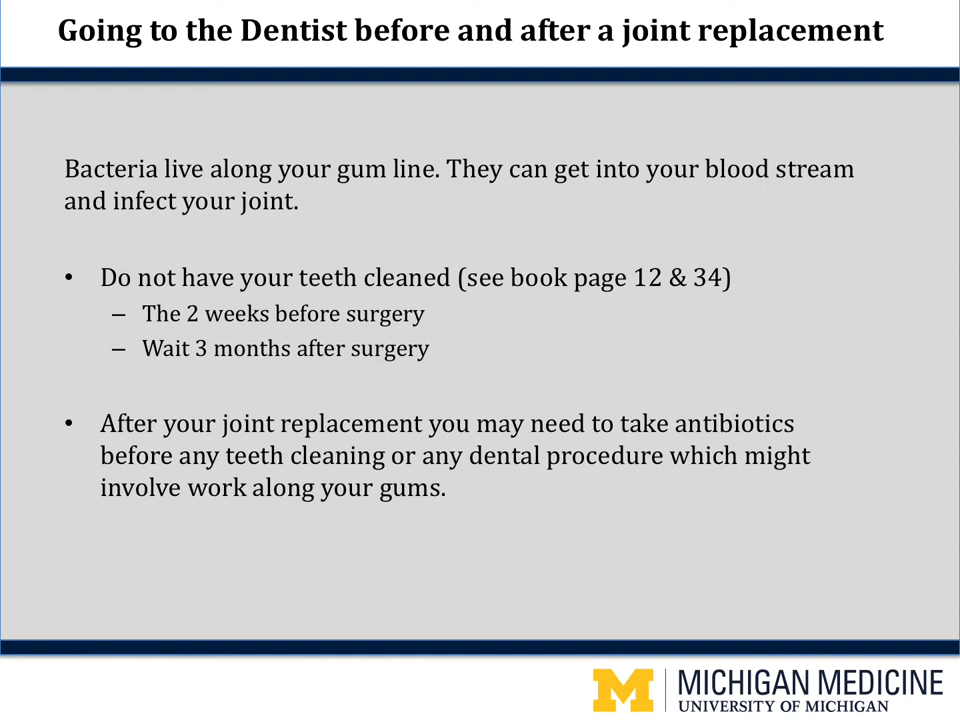 Going to the Dentist before and after a joint replacement
Bacteria live along your gum line. They can get into your blood stream
and infect your joint.
• Do not have your teeth cleaned (see book page 12 & 34)
– The 2 weeks before surgery
– Wait 3 months after surgery
• After your joint replacement you may need to take antibiotics
before any teeth cleaning or any dental procedure which might
involve work along your gums.
M
MICHIGAN MEDICINE
UNIVERSITY OF MICHIGAN